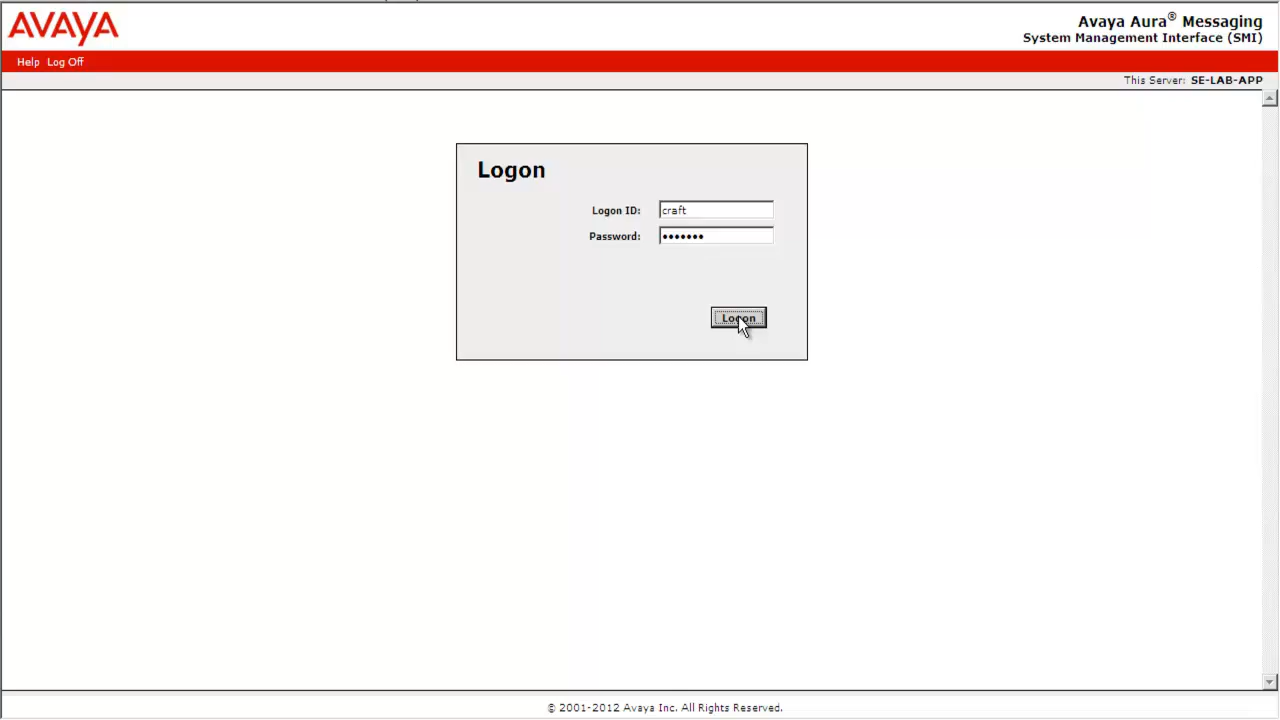 AVAYA
Avaya Aura® Messaging
System Management Interface (SMI)
Help Log Off
This Server: SE-LAB-APP
Logon
Logon ID: craft
Password: •••••••
Logon
© 2001-2012 Avaya Inc. All Rights Reserved.